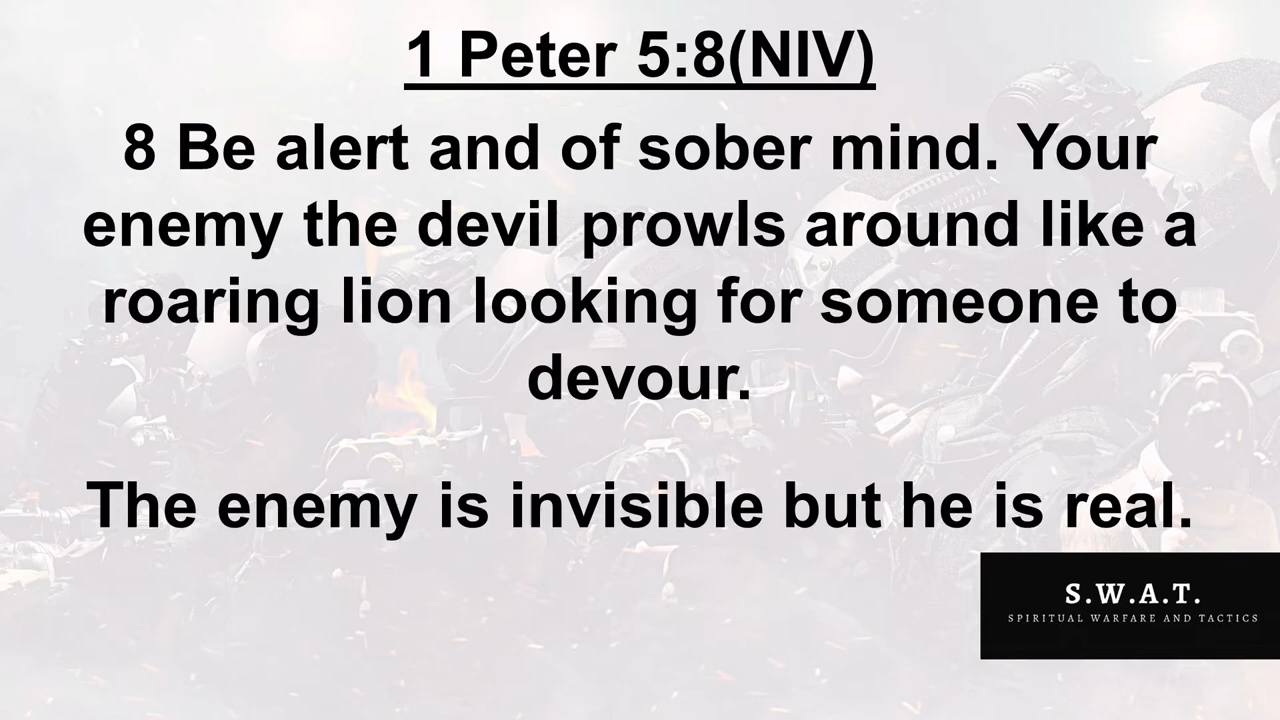 1 Peter 5:8(NIV)
8 Be alert and of sober mind. Your
enemy the devil prowls around like a
roaring lion looking for someone to
devour.
The enemy is invisible but he is real.
S.W.A.T.
SPIRITUAL WARFARE AND TACTICS